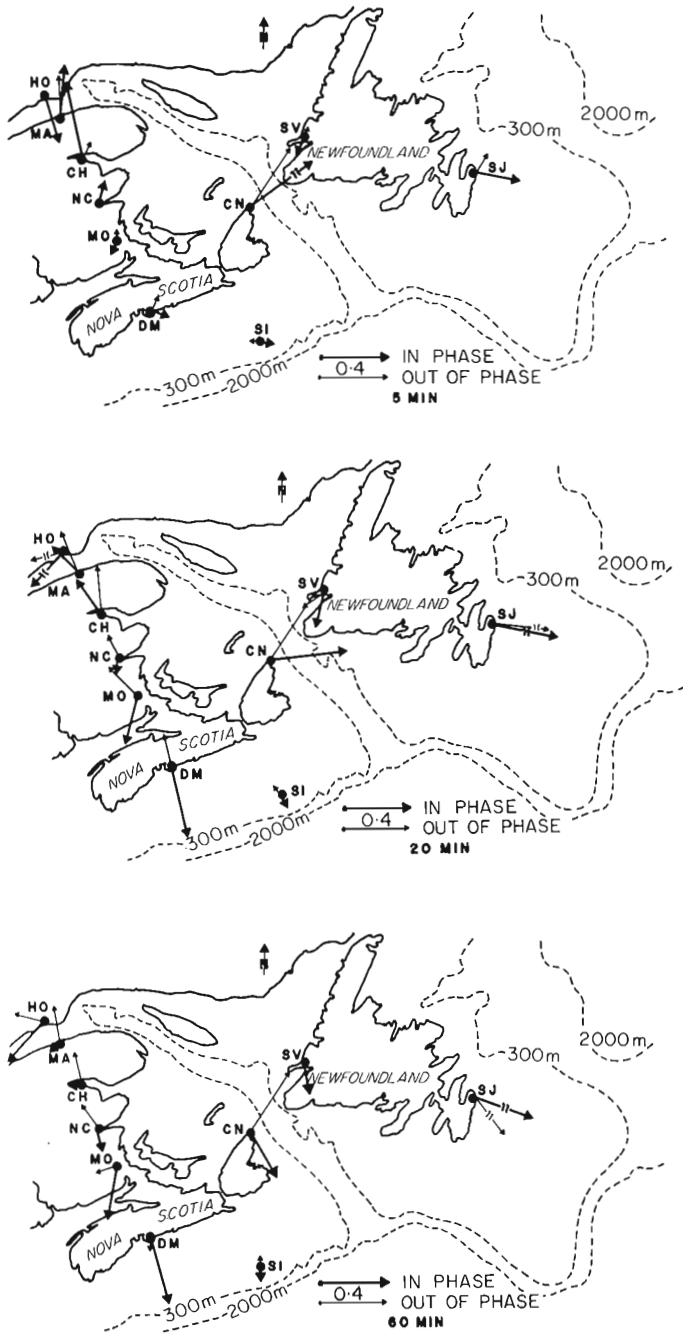 N
HO
MA
CH
NC
MO
DM
SI
CN
SV
SJ
NEWFOUNDLAND
NOVA
SCOTIA
300m
2000m
300m
2000m
IN PHASE
0·4
OUT OF PHASE
5 MIN
N
HO
MA
CH
NC
MO
DM
SI
CN
SV
SJ
NEWFOUNDLAND
NOVA
SCOTIA
300m
2000m
300m
2000m
IN PHASE
0·4
OUT OF PHASE
20 MIN
N
HO
MA
CH
NC
MO
DM
SI
CN
SV
SJ
NEWFOUNDLAND
NOVA
SCOTIA
300m
2000m
300m
2000m
IN PHASE
0·4
OUT OF PHASE
60 MIN